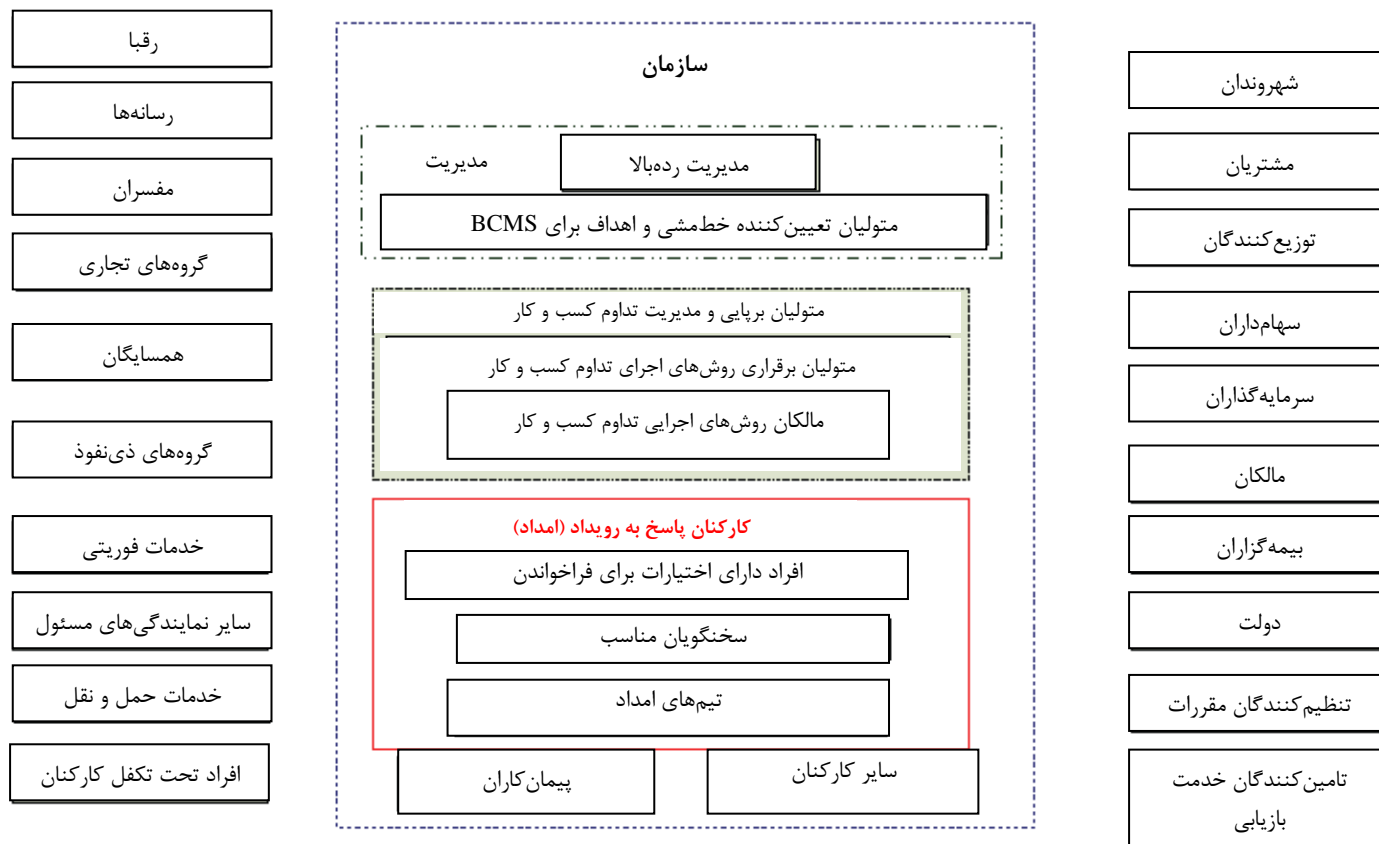 سازمان
مدیریت رده‌بالا
مدیریت
متولیان تعیین‌کننده خط‌مشی و اهداف برای BCMS
متولیان برپایی و مدیریت تداوم کسب و کار
متولیان برقراری روش‌های اجرای تداوم کسب و کار
مالکان روش‌های اجرایی تداوم کسب و کار
کارکنان پاسخ به رویداد (امداد)
افراد دارای اختیارات برای فراخواندن
سخنگویان مناسب
تیم‌های امداد
سایر کارکنان
پیمان‌کاران
شهروندان
مشتریان
توزیع‌کنندگان
سهام‌داران
سرمایه‌گذاران
مالکان
بیمه‌گزاران
دولت
تنظیم‌کنندگان مقررات
تامین‌کنندگان خدمت
بازیابی
رقبا
رسانه‌ها
مفسران
گروه‌های تجاری
همسایگان
گروه‌های ذی‌نفوذ
خدمات فوریتی
سایر نمایندگی‌های مسئول
خدمات حمل و نقل
افراد تحت تکفل کارکنان